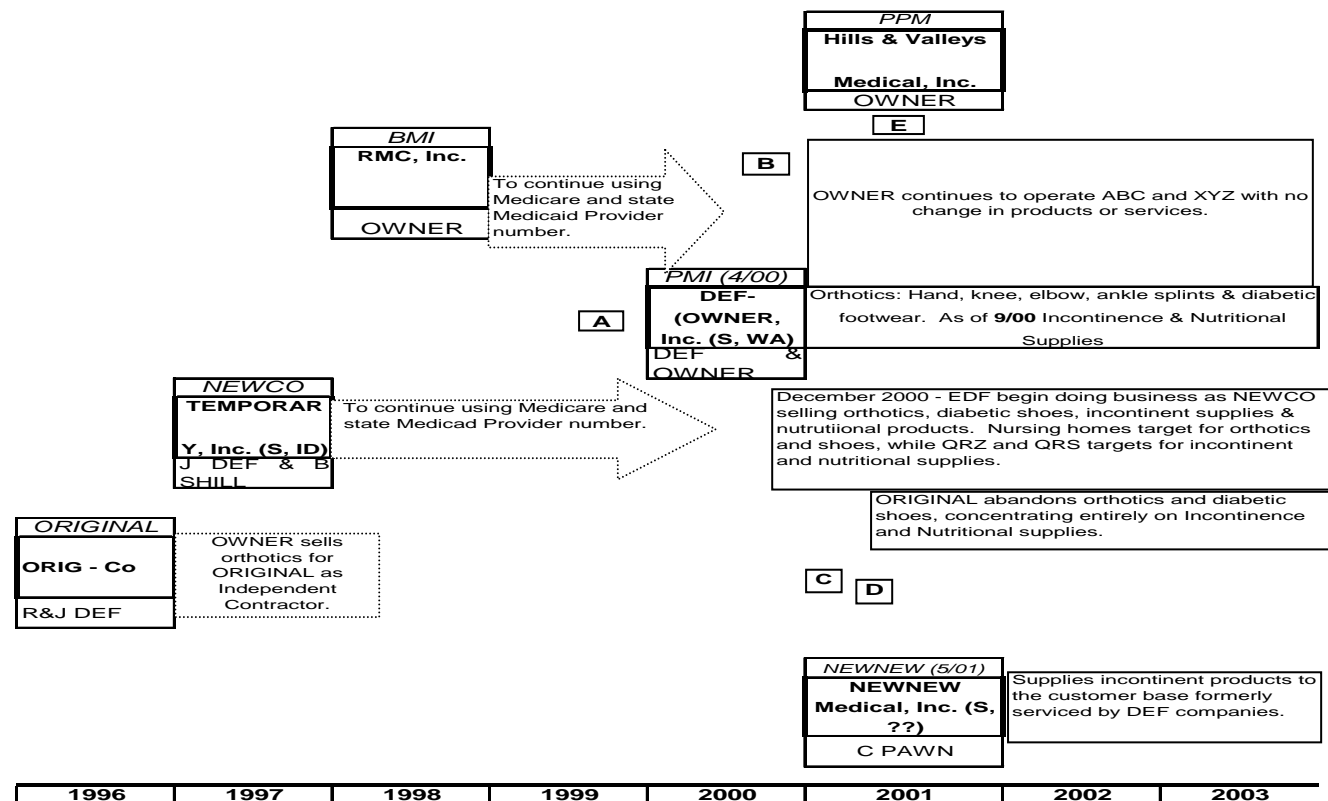 PPM
Hills & Valleys
Medical, Inc.
OWNER
E
BMI
RMC, Inc.
OWNER
To continue using
Medicare and state
Medicaid Provider
number.
B
OWNER continues to operate ABC and XYZ with no
change in products or services.
PMI (4/00)
DEF-
(OWNER,
Inc. (S, WA)
DEF &
OWNER
A
Orthotics: Hand, knee, elbow, ankle splints & diabetic
footwear. As of 9/00 Incontinence & Nutritional
Supplies
NEWCO
TEMPORAR
Y, Inc. (S, ID)
J DEF & B
SHILL
To continue using Medicare and
state Medicad Provider number.
December 2000 - EDF begin doing business as NEWCO
selling orthotics, diabetic shoes, incontinent supplies &
nutrutiional products. Nursing homes target for orthotics
and shoes, while QRZ and QRS targets for incontinent
and nutritional supplies.
ORIGINAL abandons orthotics and diabetic
shoes, concentrating entirely on Incontinence
and Nutritional supplies.
ORIGINAL
ORIG - Co
R&J DEF
OWNER sells
orthotics for
ORIGINAL as
Independent
Contractor.
C
D
NEWNEW (5/01)
NEWNEW
Medical, Inc. (S,
??)
C PAWN
Supplies incontinent products to
the customer base formerly
serviced by DEF companies.
1996 1997 1998 1999 2000 2001 2002 2003